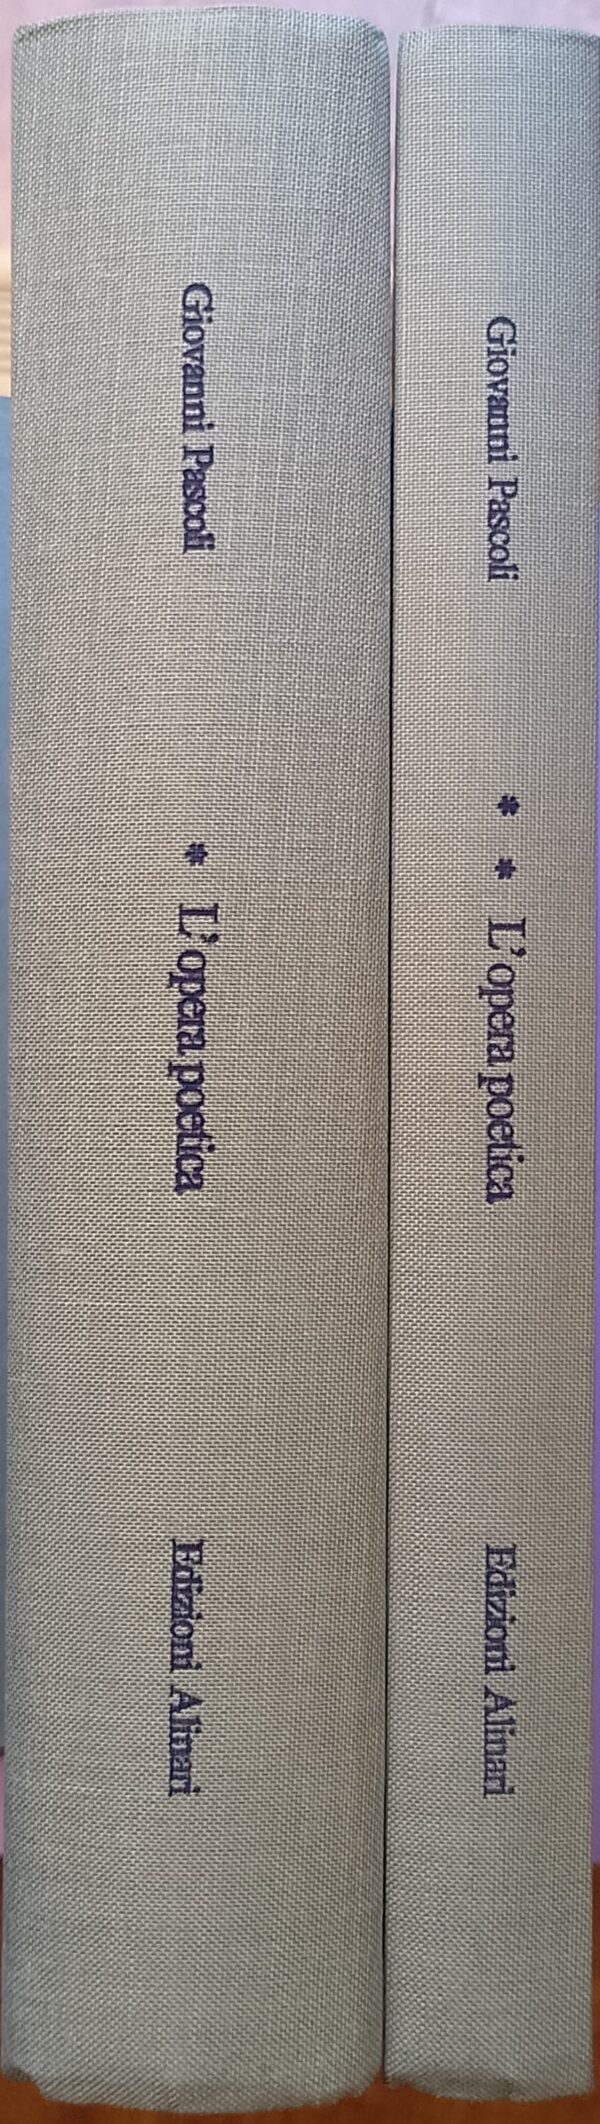 Giovanni Pascoli * L'opera poetica Edizioni Alinari
Giovanni Pascoli * * L'opera poetica Edizioni Alinari